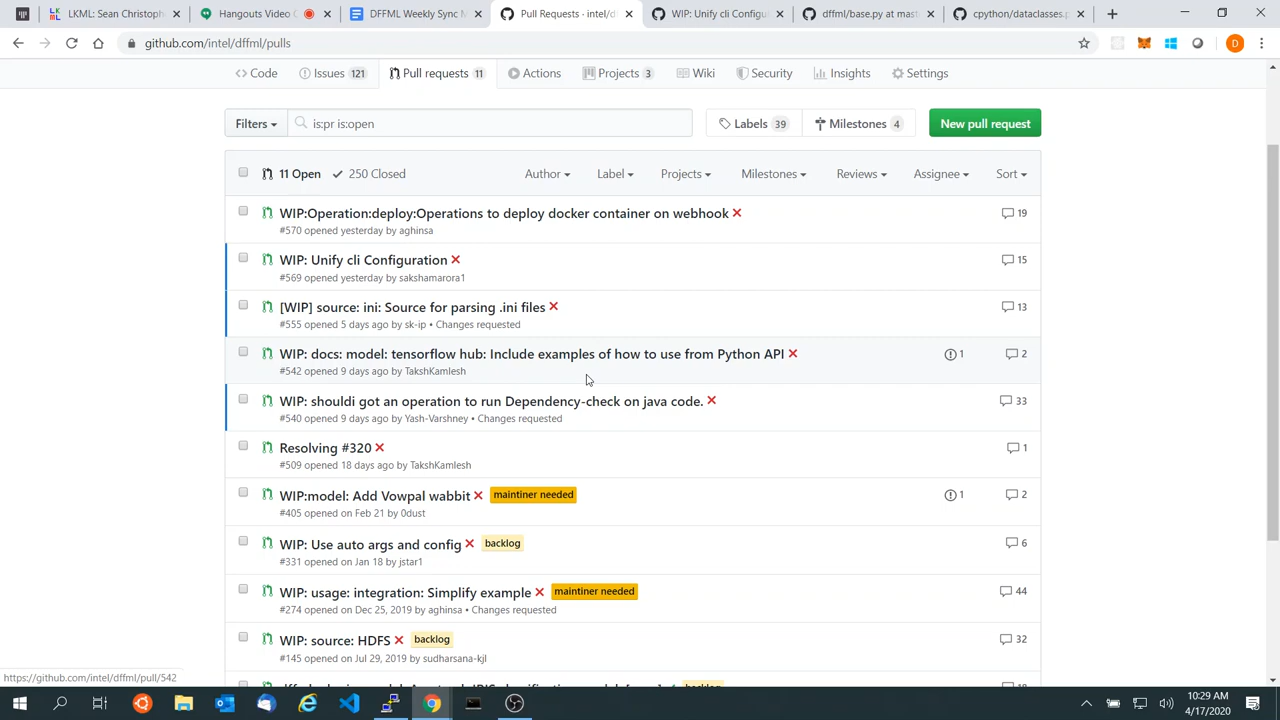 LKML: Sean Christoph
Hangouts Video C
DFFML Weekly Sync M
Pull Requests · intel/d
WIP: Unify cli Configur
dffml/base.py at mast
cpython/dataclasses.p
github.com/intel/dffml/pulls
D
Code
Issues 121
Pull requests 11
Actions
Projects 3
Wiki
Security
Insights
Settings
Filters
is:pr is:open
Labels 39
Milestones 4
New pull request
11 Open
250 Closed
Author
Label
Projects
Milestones
Reviews
Assignee
Sort
WIP:Operation:deploy:Operations to deploy docker container on webhook
19
#570 opened yesterday by aghinsa
WIP: Unify cli Configuration
15
#569 opened yesterday by sakshamarora1
[WIP] source: ini: Source for parsing .ini files
13
#555 opened 5 days ago by sk-ip • Changes requested
WIP: docs: model: tensorflow hub: Include examples of how to use from Python API
1
2
#542 opened 9 days ago by TakshKamlesh
WIP: shouldi got an operation to run Dependency-check on java code.
33
#540 opened 9 days ago by Yash-Varshney • Changes requested
Resolving #320
1
#509 opened 18 days ago by TakshKamlesh
WIP:model: Add Vowpal wabbit
maintiner needed
1
2
#405 opened on Feb 21 by 0dust
WIP: Use auto args and config
backlog
6
#331 opened on Jan 18 by jstar1
WIP: usage: integration: Simplify example
maintiner needed
44
#274 opened on Dec 25, 2019 by aghinsa • Changes requested
WIP: source: HDFS
backlog
32
#145 opened on Jul 29, 2019 by sudharsana-kjl
https://github.com/intel/dffml/pull/542
10:29 AM
4/17/2020